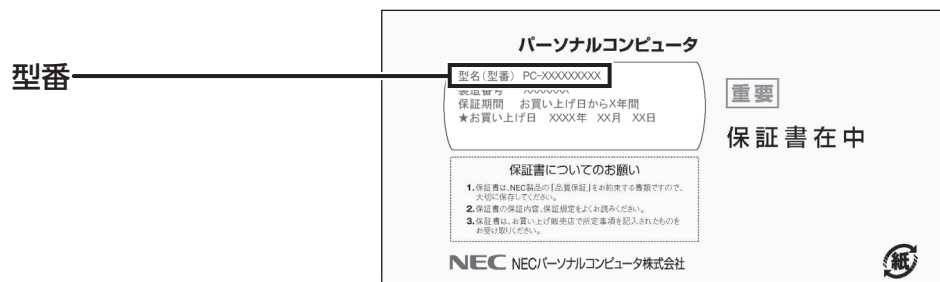 型番
パーソナルコンピュータ
型名(型番) PC-XXXXXXXXX
製造番号 XXXXXXX
保証期間 お買い上げ日からX年間
★お買い上げ日 XXXX年 XX月 XX日
重要
保証書在中
保証書についてのお願い
1.保証書は、NEC製品の「品質保証」をお約束する書類ですので、
大切に保存してください。
2.保証書の保証内容、保証規定をよくお読みください。
3.保証書は、お買い上げ販売店で所定事項を記入されたものを
お受け取りください。
NEC NECパーソナルコンピュータ株式会社
紙